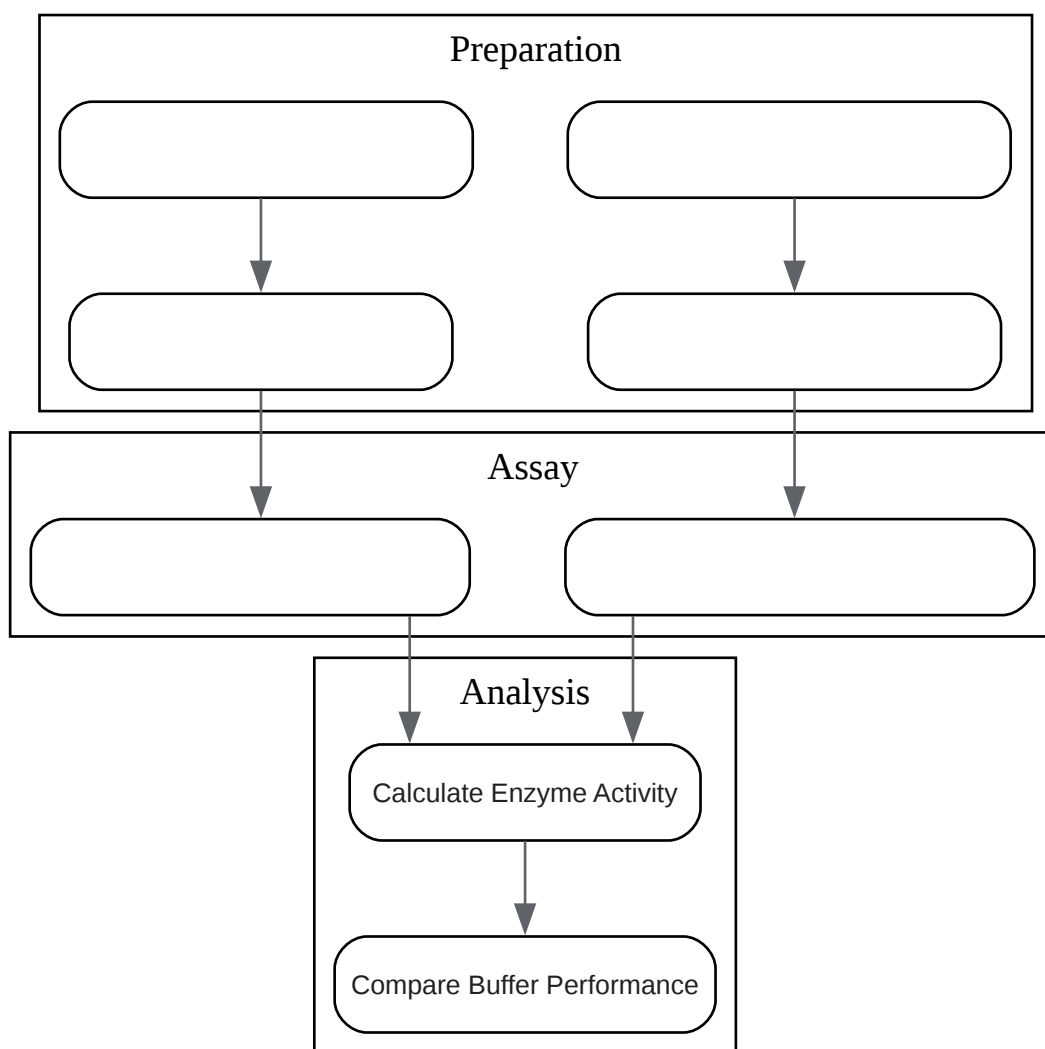 Preparation
Assay
Analysis
Calculate Enzyme Activity
Compare Buffer Performance